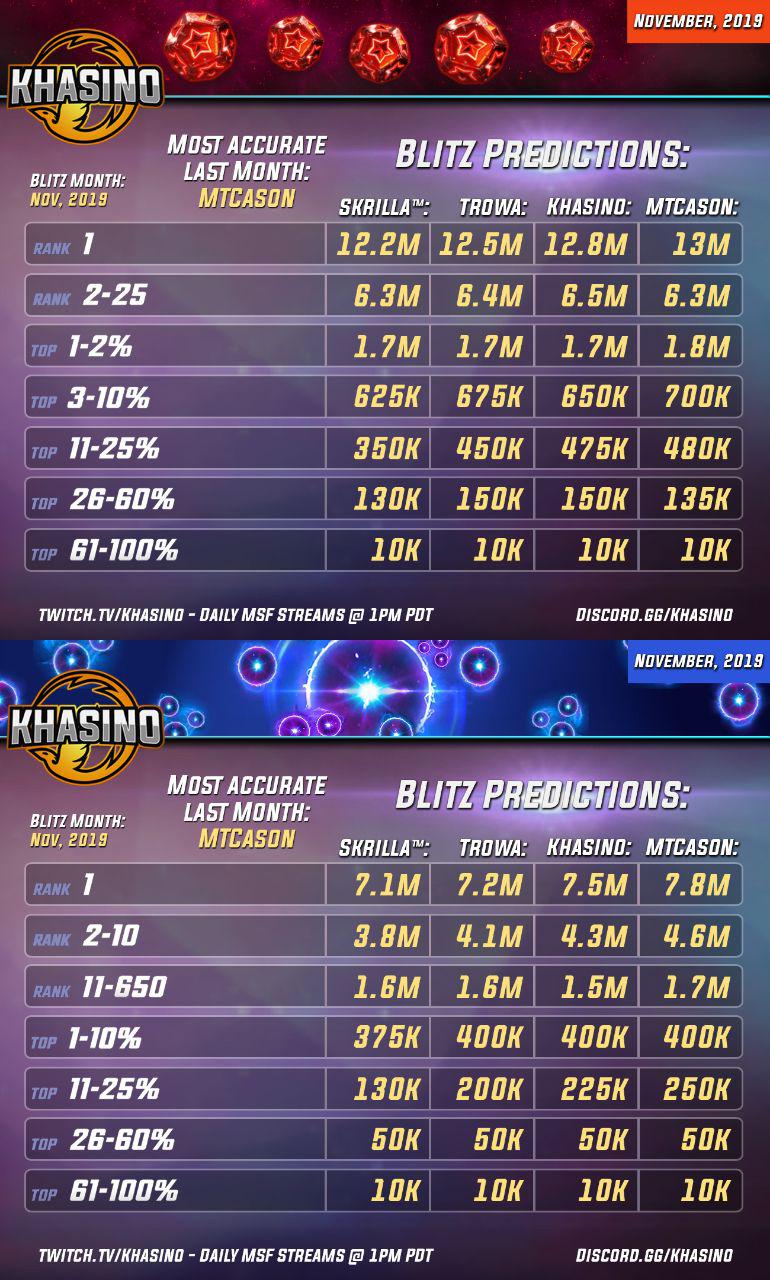 NOVEMBER, 2019
KHASINO
MOST ACCURATE
LAST MONTH:
MTCASON
BLITZ PREDICTIONS:
BLITZ MONTH:
NOV, 2019
SKRILLA™: TROWA: KHASINO: MTCASON:
RANK 1 12.2M 12.5M 12.8M 13M
RANK 2-25 6.3M 6.4M 6.5M 6.3M
TOP 1-2% 1.7M 1.7M 1.7M 1.8M
TOP 3-10% 625K 675K 650K 700K
TOP 11-25% 350K 450K 475K 480K
TOP 26-60% 130K 150K 150K 135K
TOP 61-100% 10K 10K 10K 10K
TWITCH.TV/KHASINO - DAILY MSF STREAMS @ 1PM PDT DISCORD.GG/KHASINO
NOVEMBER, 2019
KHASINO
MOST ACCURATE
LAST MONTH:
MTCASON
BLITZ PREDICTIONS:
BLITZ MONTH:
NOV, 2019
SKRILLA™: TROWA: KHASINO: MTCASON:
RANK 1 7.1M 7.2M 7.5M 7.8M
RANK 2-10 3.8M 4.1M 4.3M 4.6M
RANK 11-650 1.6M 1.6M 1.5M 1.7M
TOP 1-10% 375K 400K 400K 400K
TOP 11-25% 130K 200K 225K 250K
TOP 26-60% 50K 50K 50K 50K
TOP 61-100% 10K 10K 10K 10K
TWITCH.TV/KHASINO - DAILY MSF STREAMS @ 1PM PDT DISCORD.GG/KHASINO